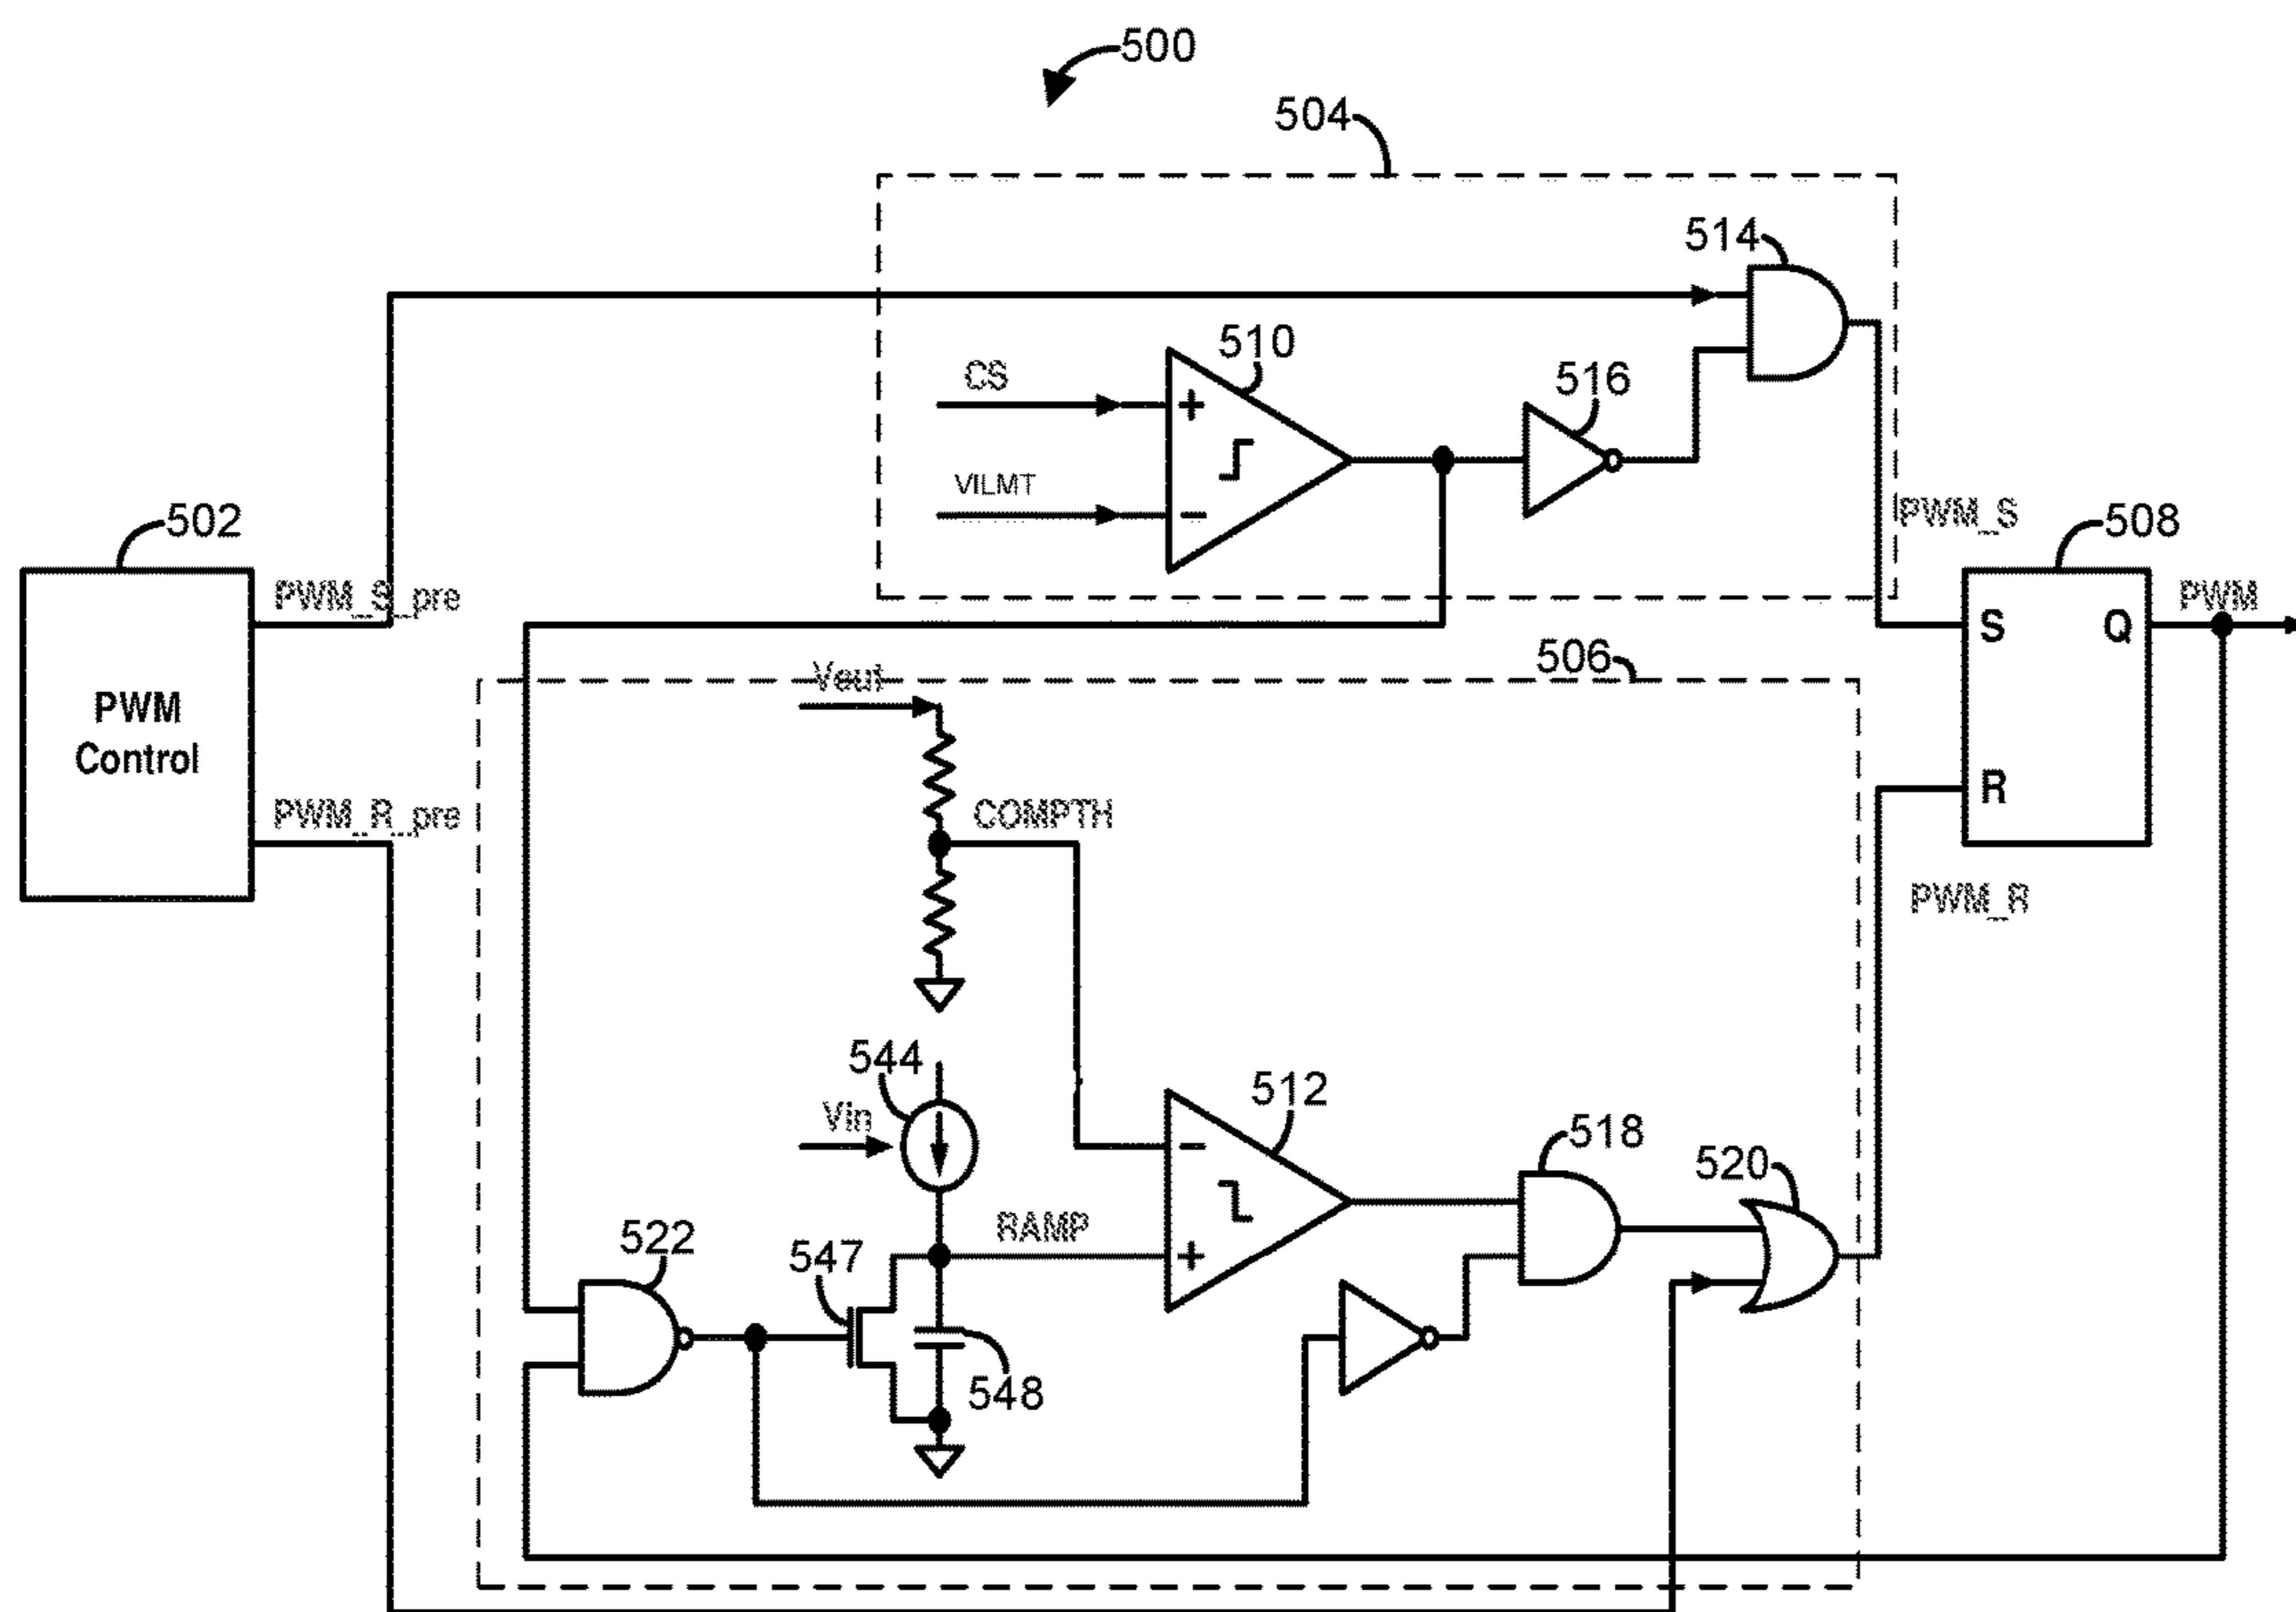 500
504
514
510
CS
516
VILMT
502
PWM_S_pre
PWM_S
508
PWM
S
Q
506
Vout
PWM
Control
R
PWM_R_pre
COMPTH
PWM_R
544
Vin
512
518
520
522
547
RAMP
548